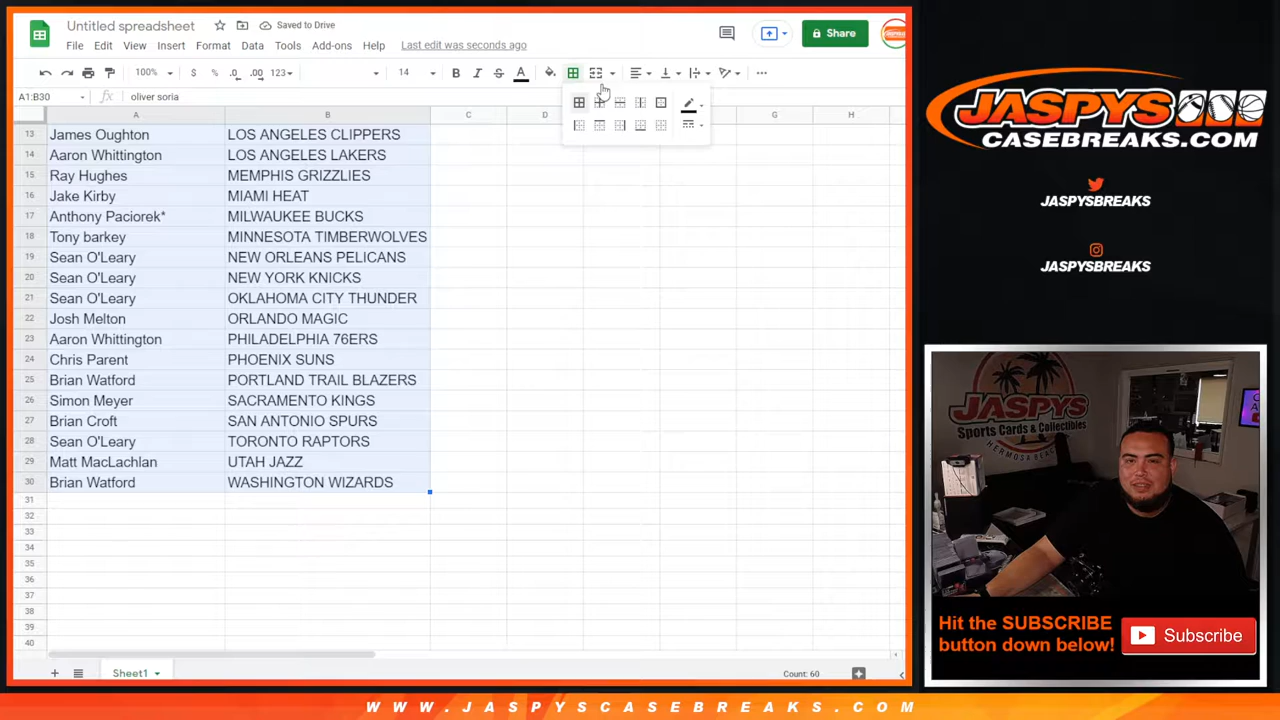 Untitled spreadsheet
Saved to Drive
File Edit View Insert Format Data Tools Add-ons Help Last edit was seconds ago
Share
100% $ % .0 .00 123 14 B I S A
A1:B30 fx oliver soria
A B C D E F G H
13 James Oughton LOS ANGELES CLIPPERS
14 Aaron Whittington LOS ANGELES LAKERS
15 Ray Hughes MEMPHIS GRIZZLIES
16 Jake Kirby MIAMI HEAT
17 Anthony Paciorek* MILWAUKEE BUCKS
18 Tony barkey MINNESOTA TIMBERWOLVES
19 Sean O'Leary NEW ORLEANS PELICANS
20 Sean O'Leary NEW YORK KNICKS
21 Sean O'Leary OKLAHOMA CITY THUNDER
22 Josh Melton ORLANDO MAGIC
23 Aaron Whittington PHILADELPHIA 76ERS
24 Chris Parent PHOENIX SUNS
25 Brian Watford PORTLAND TRAIL BLAZERS
26 Simon Meyer SACRAMENTO KINGS
27 Brian Croft SAN ANTONIO SPURS
28 Sean O'Leary TORONTO RAPTORS
29 Matt MacLachlan UTAH JAZZ
30 Brian Watford WASHINGTON WIZARDS
31
32
33
34
35
36
37
38
39
40
Sheet1
Count: 60
JASPYS
CASEBREAKS.COM
JASPYSBREAKS
JASPYSBREAKS
JASPYS
Sports Cards & Collectibles
HERMOSA BEACH
Hit the SUBSCRIBE
button down below!
Subscribe
WWW.JASPYSCASEBREAKS.COM